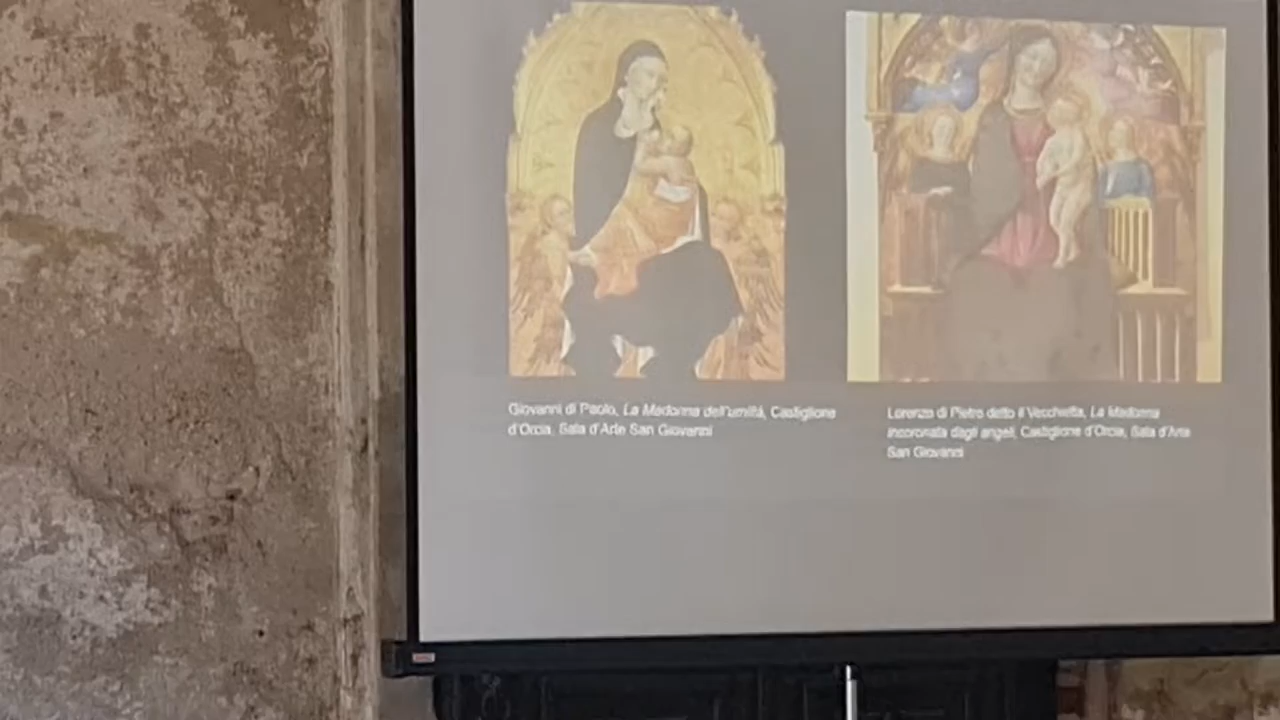 Giovanni di Paolo, La Madonna dell'umiltà, Castiglione
d'Orcia, Sala d'Arte San Giovanni
Lorenzo di Pietro detto il Vecchietta, La Madonna
incoronata dagli angeli, Castiglione d'Orcia, Sala d'Arte
San Giovanni